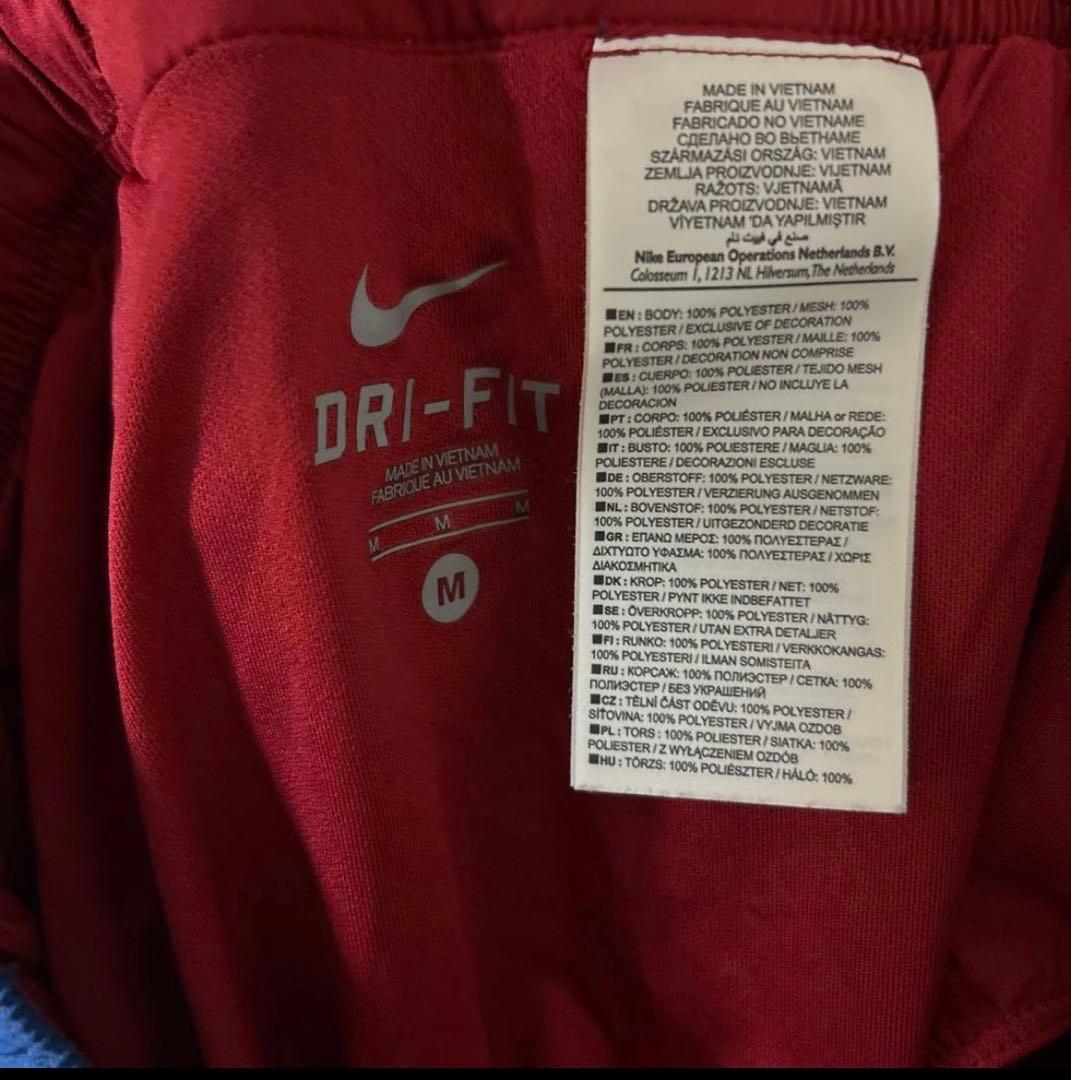 DRI-FIT
MADE IN VIETNAM
FABRIQUE AU VIETNAM
M M M
M
MADE IN VIETNAM
FABRIQUE AU VIETNAM
FABRICADO NO VIETNAME
СДЕЛАНО ВО ВЬЕТНАМЕ
SZÁRMAZÁSI ORSZÁG: VIETNAM
ZEMLJA PROIZVODNJE: VIJETNAM
RAŽOTS: VJETNAMĀ
DRŽAVA PROIZVODNJE: VIETNAM
VİYETNAM 'DA YAPILMIŞTIR
صنع في فييت نام
Nike European Operations Netherlands B.V.
Colosseum 1, 1213 NL Hilversum, The Netherlands
■EN : BODY: 100% POLYESTER / MESH: 100%
POLYESTER / EXCLUSIVE OF DECORATION
■FR : CORPS: 100% POLYESTER / MAILLE: 100%
POLYESTER / DECORATION NON COMPRISE
■ES : CUERPO: 100% POLIESTER / TEJIDO MESH
(MALLA): 100% POLIESTER / NO INCLUYE LA
DECORACION
■PT : CORPO: 100% POLIÉSTER / MALHA or REDE:
100% POLIÉSTER / EXCLUSIVO PARA DECORAÇÃO
■IT : BUSTO: 100% POLIESTERE / MAGLIA: 100%
POLIESTERE / DECORAZIONI ESCLUSE
■DE : OBERSTOFF: 100% POLYESTER / NETZWARE:
100% POLYESTER / VERZIERUNG AUSGENOMMEN
■NL : BOVENSTOF: 100% POLYESTER / NETSTOF:
100% POLYESTER / UITGEZONDERD DECORATIE
■GR : ΕΠΑΝΩ ΜΕΡΟΣ: 100% ΠΟΛΥΕΣΤΕΡΑΣ /
ΔΙΧΤΥΩΤΟ ΥΦΑΣΜΑ: 100% ΠΟΛΥΕΣΤΕΡΑΣ / ΧΩΡΙΣ
ΔΙΑΚΟΣΜΗΤΙΚΑ
■DK : KROP: 100% POLYESTER / NET: 100%
POLYESTER / PYNT IKKE INDBEFATTET
■SE : ÖVERKROPP: 100% POLYESTER / NÄTTYG:
100% POLYESTER / UTAN EXTRA DETALJER
■FI : RUNKO: 100% POLYESTERI / VERKKOKANGAS:
100% POLYESTERI / ILMAN SOMISTEITA
■RU : КОРСАЖ: 100% ПОЛИЭСТЕР / СЕТКА: 100%
ПОЛИЭСТЕР / БЕЗ УКРАШЕНИЙ
■CZ : TĚLNÍ ČÁST ODĚVU: 100% POLYESTER /
SÍŤOVINA: 100% POLYESTER / VYJMA OZDOB
■PL : TORS : 100% POLIESTER / SIATKA: 100%
POLIESTER / Z WYŁĄCZENIEM OZDÓB
■HU : TÖRZS: 100% POLIÉSZTER / HÁLÓ: 100%